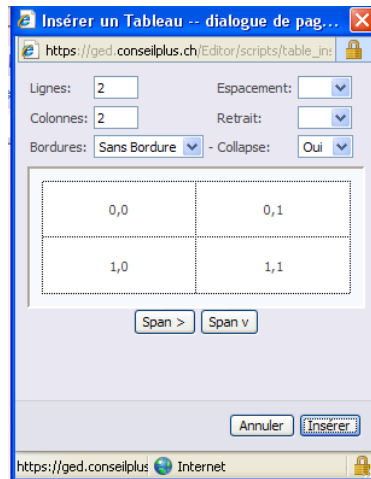 Insérer un Tableau -- dialogue de pag...
https://ged.conseilplus.ch/Editor/scripts/table_in
Lignes: 2 Espacement:
Colonnes: 2 Retrait:
Bordures: Sans Bordure - Collapse: Oui
0,0 0,1
1,0 1,1
Span > Span v
Annuler Insérer
https://ged.conseilplus Internet